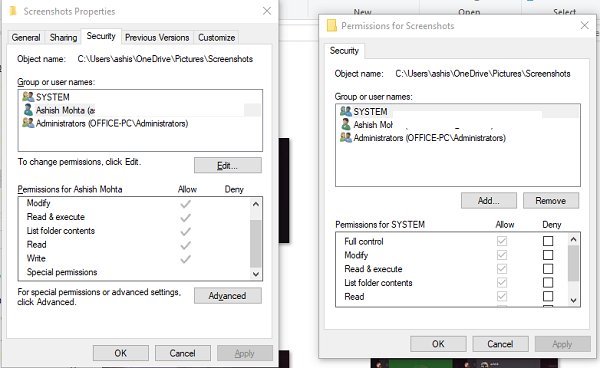 New
Open
Select
Screenshots Properties
General
Sharing
Security
Previous Versions
Customize
Object name: C:\Users\ashis\OneDrive\Pictures\Screenshots
Group or user names:
SYSTEM
Ashish Mohta (a
Administrators (OFFICE-PC\Administrators)
To change permissions, click Edit.
Edit...
Permissions for Ashish Mohta Allow Deny
Modify
Read & execute
List folder contents
Read
Write
Special permissions
For special permissions or advanced settings,
click Advanced.
Advanced
OK
Cancel
Apply
Permissions for Screenshots
Security
Object name: C:\Users\ashis\OneDrive\Pictures\Screenshots
Group or user names:
SYSTEM
Ashish Moh
Administrators (OFFICE-PC\Administrators)
Add...
Remove
Permissions for SYSTEM Allow Deny
Full control
Modify
Read & execute
List folder contents
Read
OK
Cancel
Apply